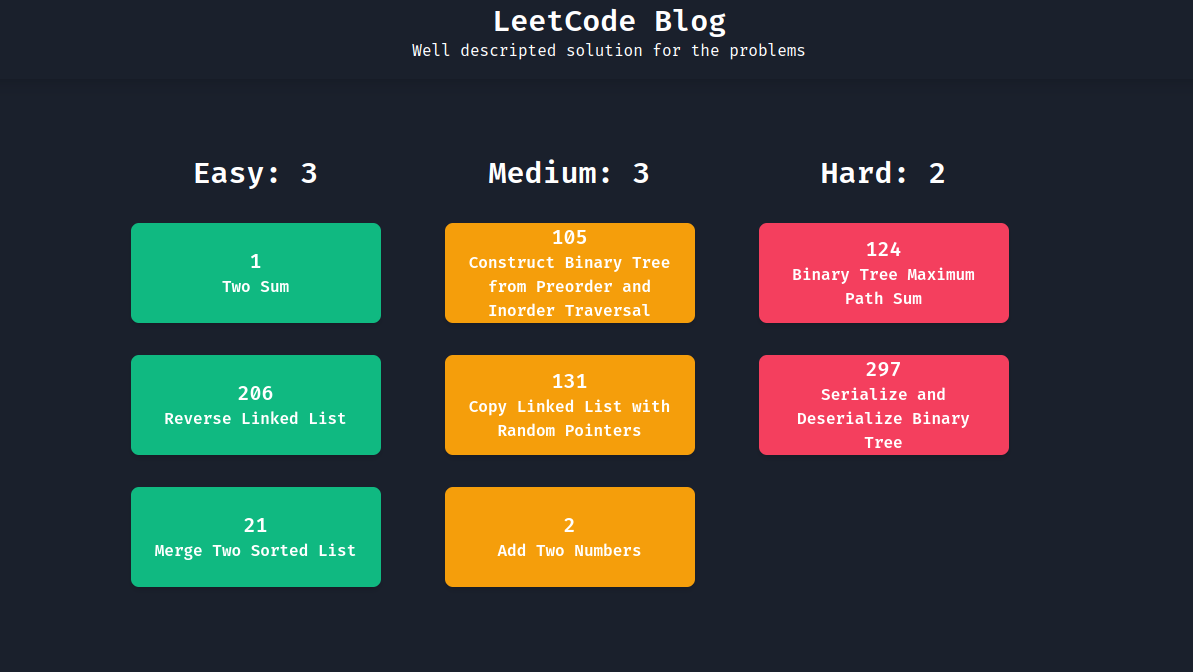 LeetCode Blog
Well descripted solution for the problems
Easy: 3
1
Two Sum
206
Reverse Linked List
21
Merge Two Sorted List
Medium: 3
105
Construct Binary Tree
from Preorder and
Inorder Traversal
131
Copy Linked List with
Random Pointers
2
Add Two Numbers
Hard: 2
124
Binary Tree Maximum
Path Sum
297
Serialize and
Deserialize Binary
Tree